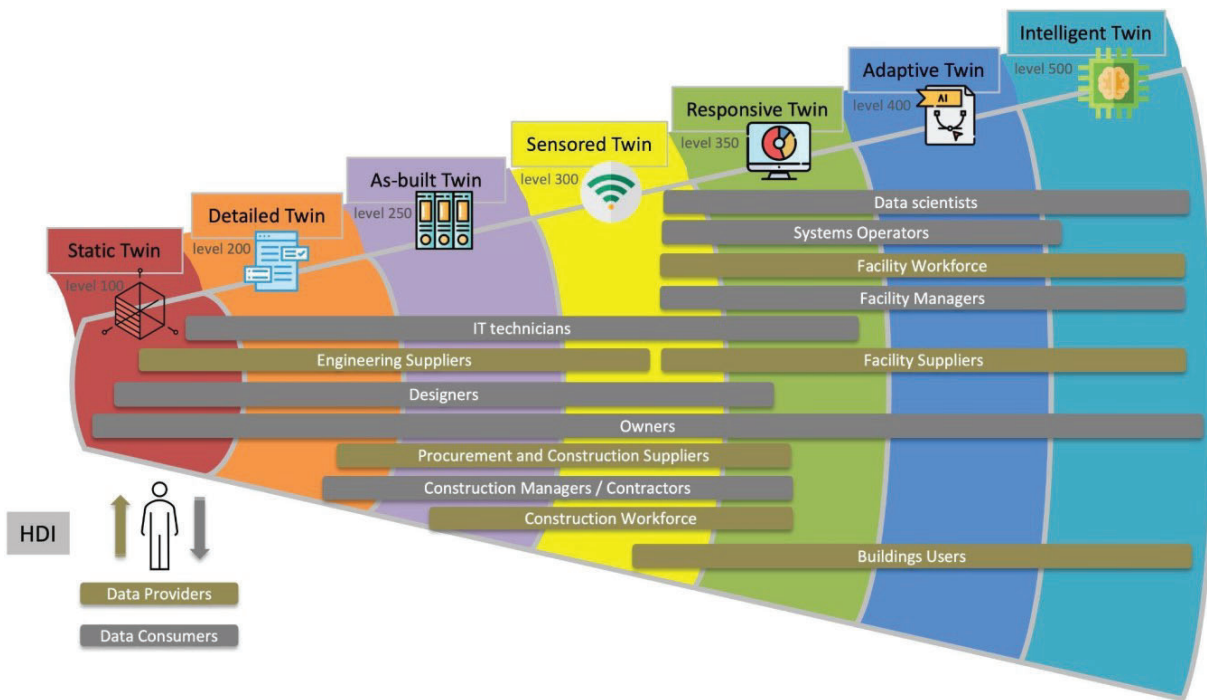 Intelligent Twin
level 500
Adaptive Twin
level 400
AI
Responsive Twin
level 350
Sensored Twin
level 300
As-built Twin
level 250
Detailed Twin
level 200
Static Twin
level 100
Data scientists
Systems Operators
Facility Workforce
Facility Managers
IT technicians
Engineering Suppliers
Facility Suppliers
Designers
Owners
Procurement and Construction Suppliers
Construction Managers / Contractors
Construction Workforce
Buildings Users
HDI
Data Providers
Data Consumers